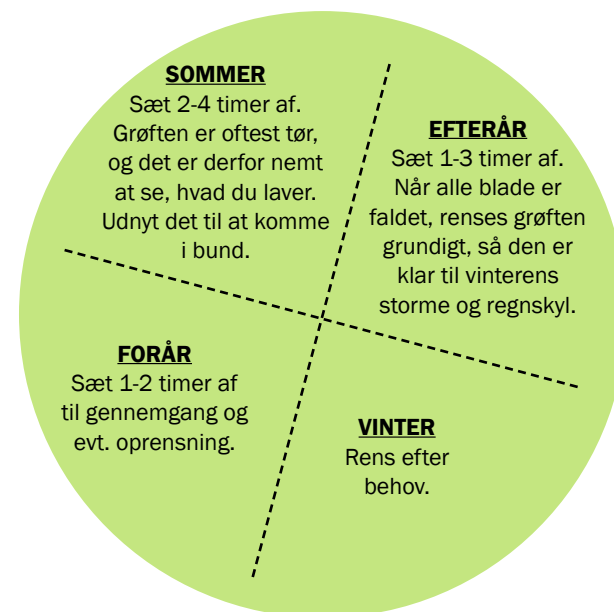 SOMMER
Sæt 2-4 timer af.
Grøften er oftest tør,
og det er derfor nemt
at se, hvad du laver.
Udnyt det til at komme
i bund.
EFTERÅR
Sæt 1-3 timer af.
Når alle blade er
faldet, renses grøften
grundigt, så den er
klar til vinterens
storme og regnskyl.
FORÅR
Sæt 1-2 timer af
til gennemgang og
evt. oprensning.
VINTER
Rens efter
behov.